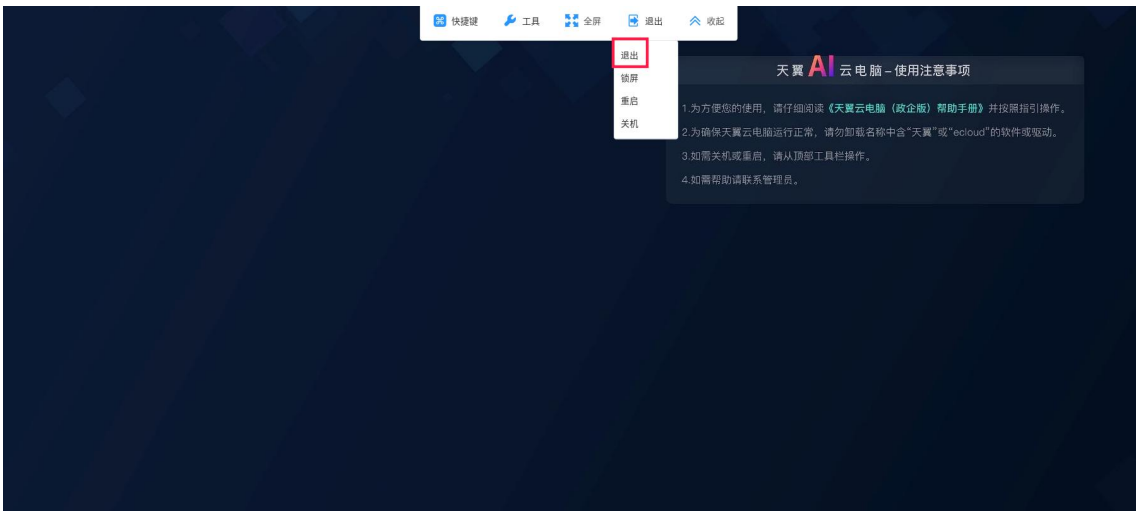 快捷键 工具 全屏 退出 收起
退出
锁屏
重启
关机
天翼AI云电脑–使用注意事项
1.为方便您的使用，请仔细阅读《天翼云电脑（政企版）帮助手册》并按照指引操作。
2.为确保天翼云电脑运行正常，请勿卸载名称中含“天翼”或“ecloud”的软件或驱动。
3.如需关机或重启，请从顶部工具栏操作。
4.如需帮助请联系管理员。